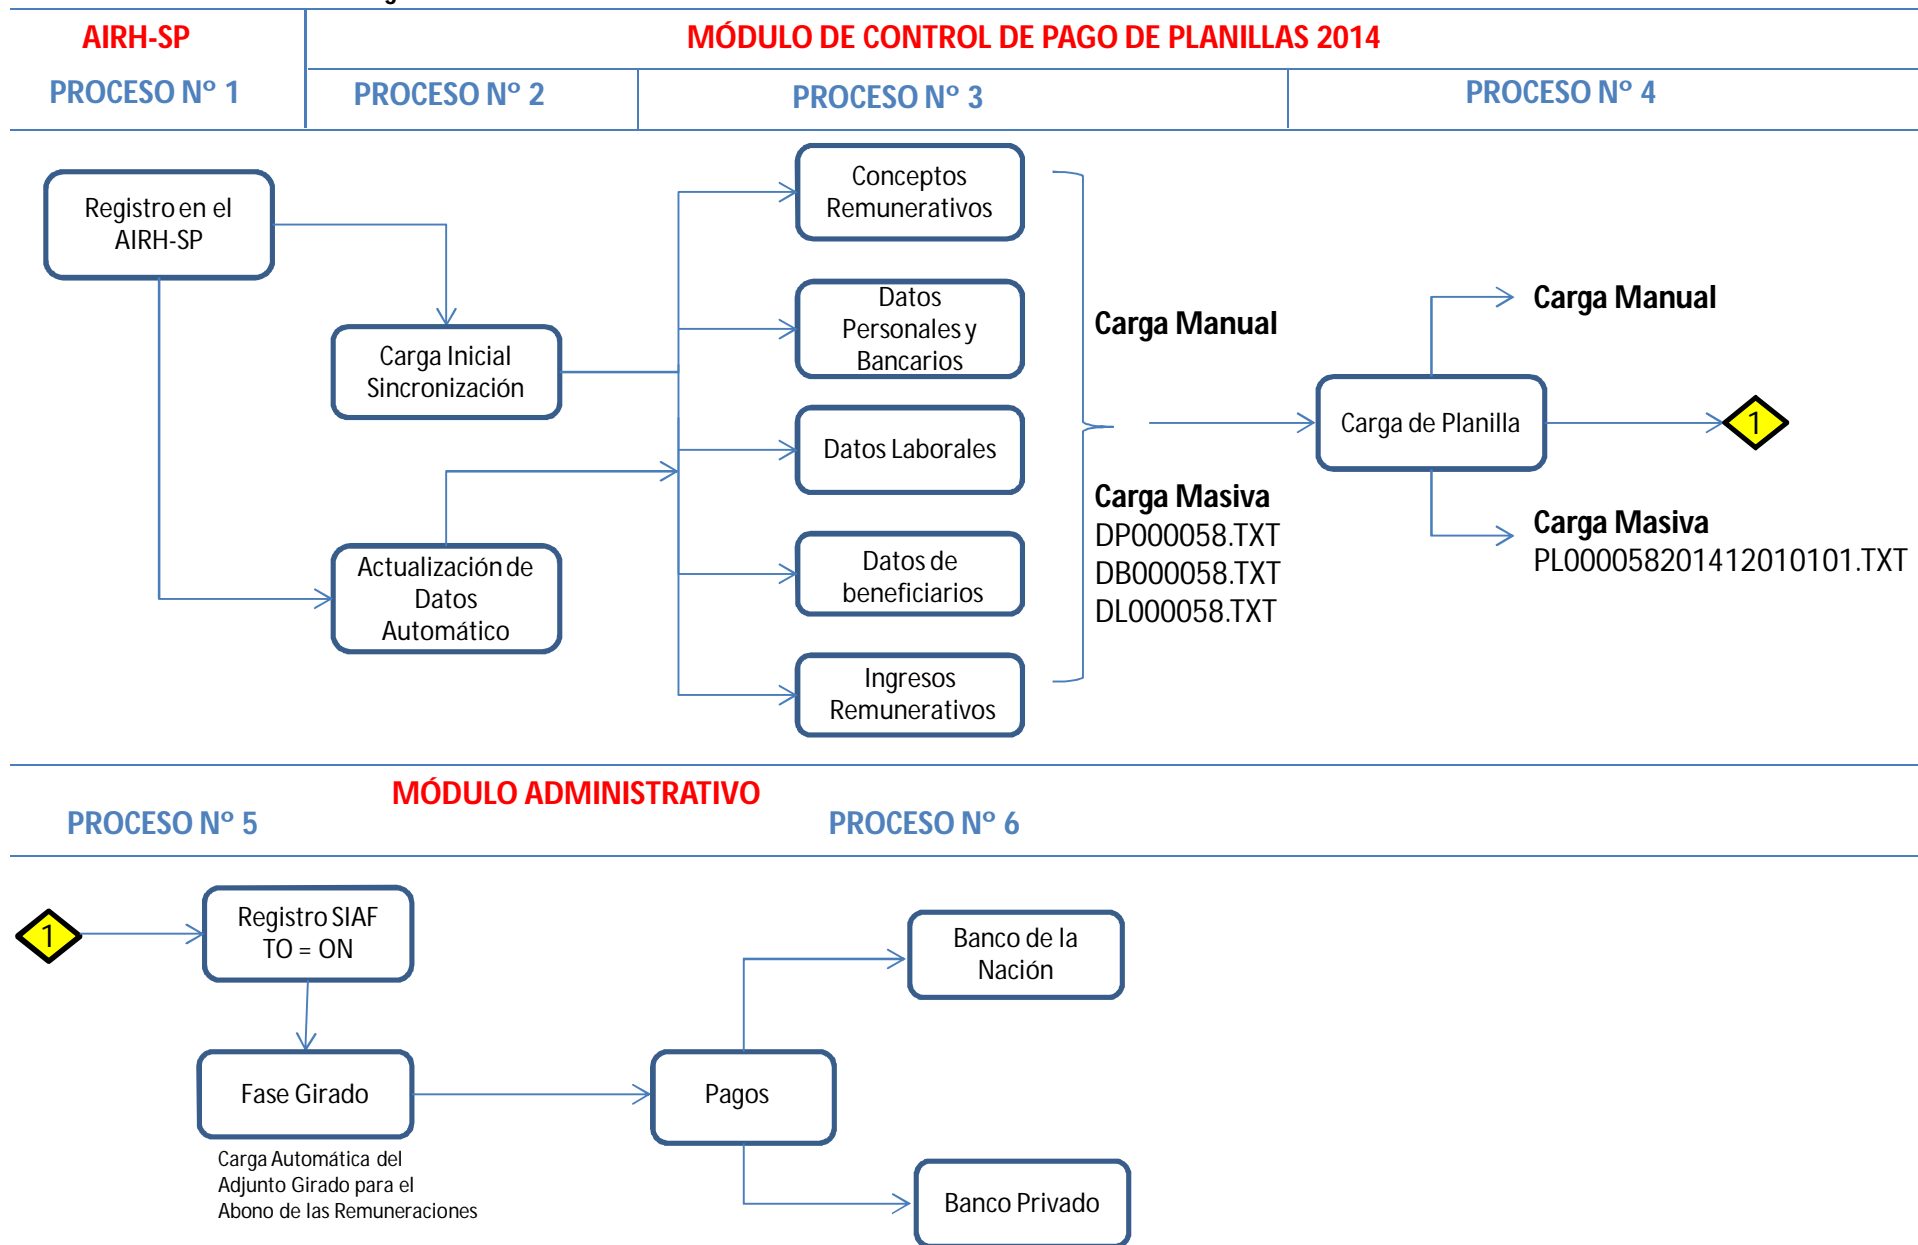 AIRH-SP
MÓDULO DE CONTROL DE PAGO DE PLANILLAS 2014
PROCESO Nº 1
PROCESO Nº 2
PROCESO Nº 3
PROCESO Nº 4
Registro en el
AIRH-SP
Carga Inicial
Sincronización
Actualización de
Datos
Automático
Conceptos
Remunerativos
Datos
Personales y
Bancarios
Datos Laborales
Datos de
beneficiarios
Ingresos
Remunerativos
Carga Manual
Carga Masiva
DP000058.TXT
DB000058.TXT
DL000058.TXT
Carga de Planilla
Carga Manual
1
Carga Masiva
PL000058201412010101.TXT
MÓDULO ADMINISTRATIVO
PROCESO Nº 5
PROCESO Nº 6
1
Registro SIAF
TO = ON
Fase Girado
Carga Automática del
Adjunto Girado para el
Abono de las Remuneraciones
Pagos
Banco de la
Nación
Banco Privado